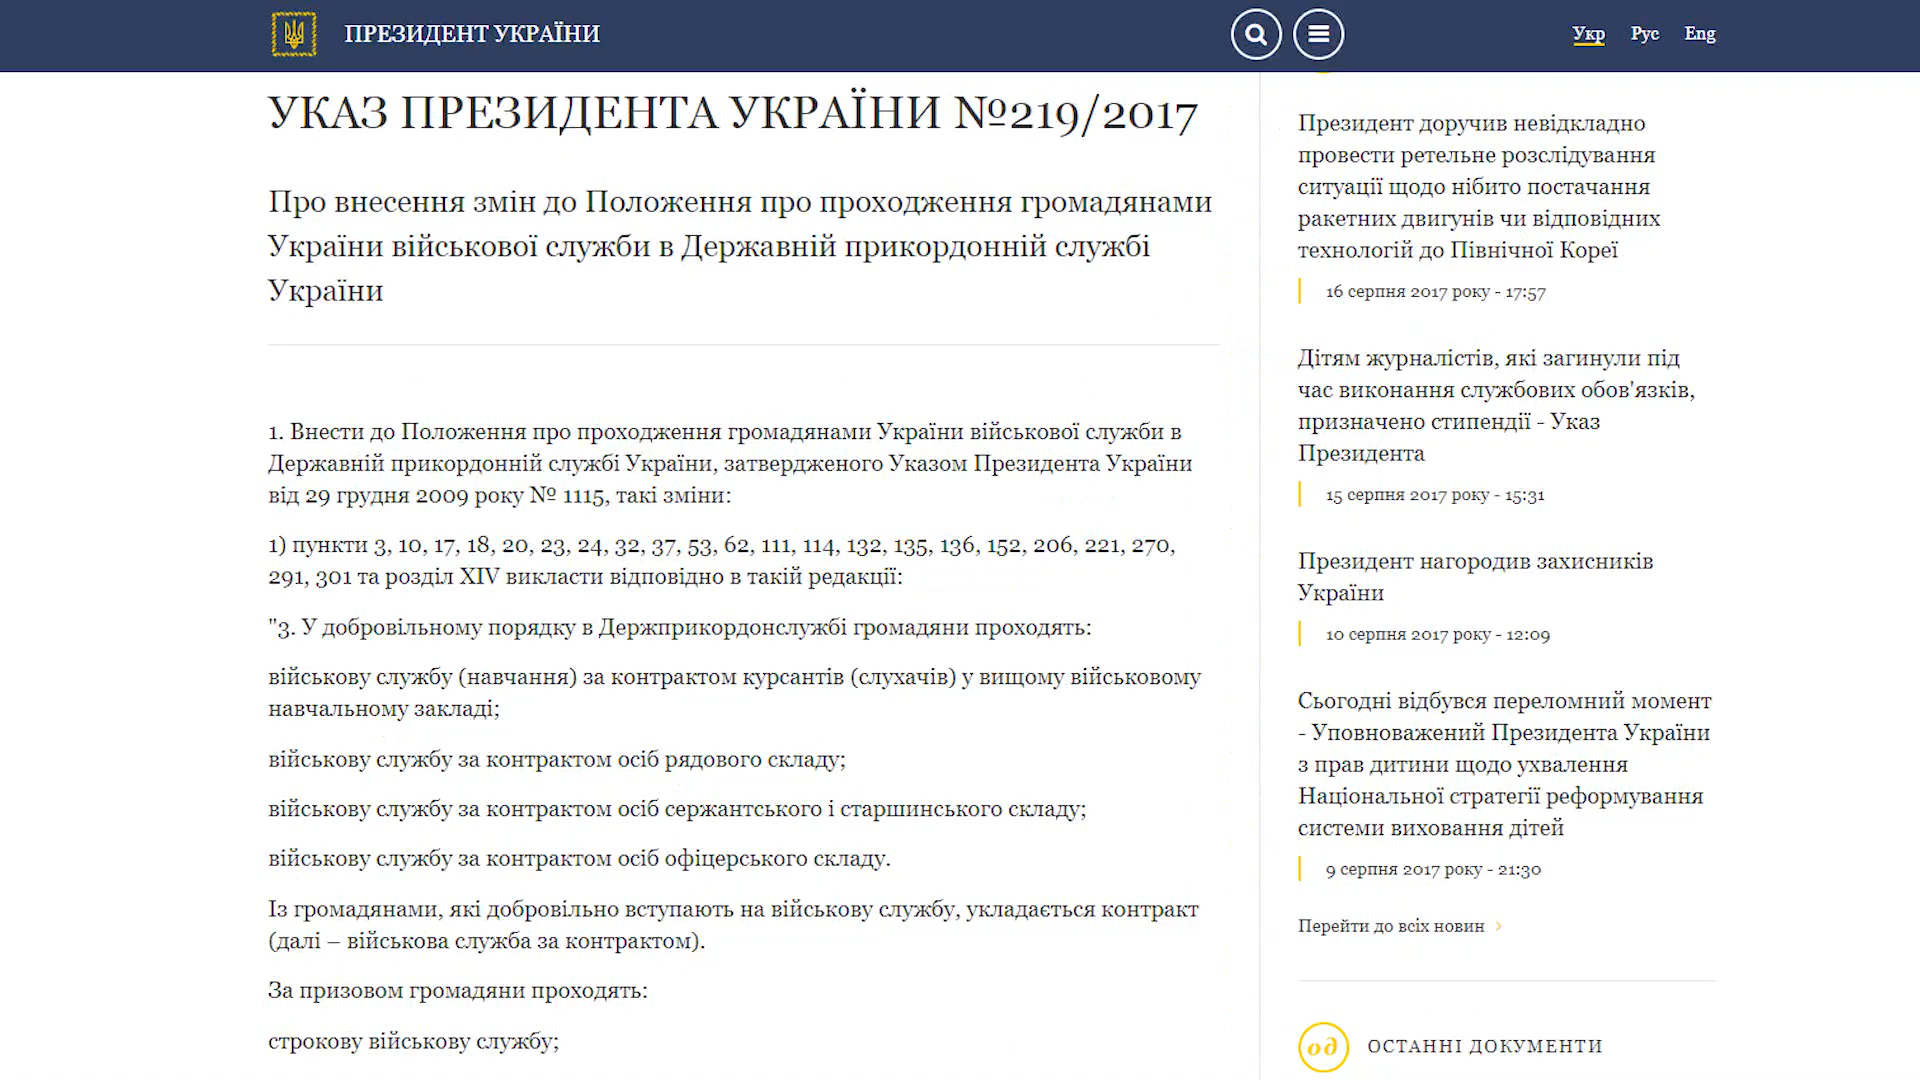 ПРЕЗИДЕНТ УКРАЇНИ
Укр Рус Eng
УКАЗ ПРЕЗИДЕНТА УКРАЇНИ №219/2017
Про внесення змін до Положення про проходження громадянами
України військової служби в Державній прикордонній службі
України
1. Внести до Положення про проходження громадянами України військової служби в
Державній прикордонній службі України, затвердженого Указом Президента України
від 29 грудня 2009 року № 1115, такі зміни:
1) пункти 3, 10, 17, 18, 20, 23, 24, 32, 37, 53, 62, 111, 114, 132, 135, 136, 152, 206, 221, 270,
291, 301 та розділ XIV викласти відповідно в такій редакції:
"3. У добровільному порядку в Держприкордонслужбі громадяни проходять:
військову службу (навчання) за контрактом курсантів (слухачів) у вищому військовому
навчальному закладі;
військову службу за контрактом осіб рядового складу;
військову службу за контрактом осіб сержантського і старшинського складу;
військову службу за контрактом осіб офіцерського складу.
Із громадянами, які добровільно вступають на військову службу, укладається контракт
(далі – військова служба за контрактом).
За призовом громадяни проходять:
строкову військову службу;
Президент доручив невідкладно
провести ретельне розслідування
ситуації щодо нібито постачання
ракетних двигунів чи відповідних
технологій до Північної Кореї
16 серпня 2017 року - 17:57
Дітям журналістів, які загинули під
час виконання службових обов'язків,
призначено стипендії - Указ
Президента
15 серпня 2017 року - 15:31
Президент нагородив захисників
України
10 серпня 2017 року - 12:09
Сьогодні відбувся переломний момент
- Уповноважений Президента України
з прав дитини щодо ухвалення
Національної стратегії реформування
системи виховання дітей
9 серпня 2017 року - 21:30
Перейти до всіх новин
од ОСТАННІ ДОКУМЕНТИ